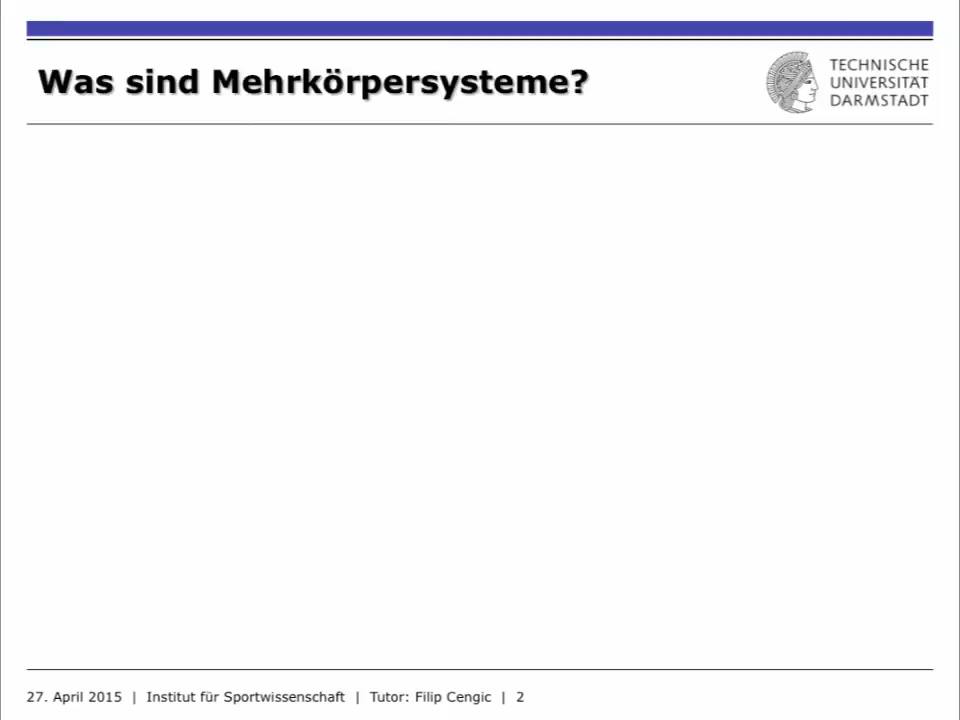 Was sind Mehrkörpersysteme?
TECHNISCHE
UNIVERSITÄT
DARMSTADT
27. April 2015 | Institut für Sportwissenschaft | Tutor: Filip Cengic | 2